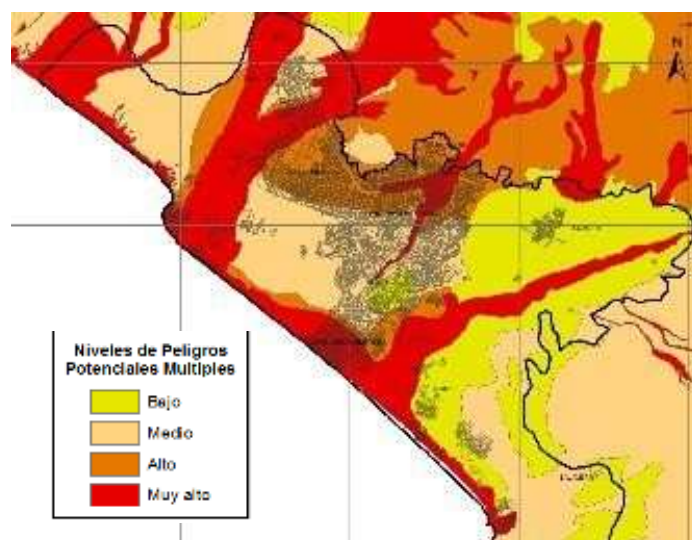 N
Niveles de Peligros
Potenciales Multiples
Bajo
Medio
Alto
Muy alto